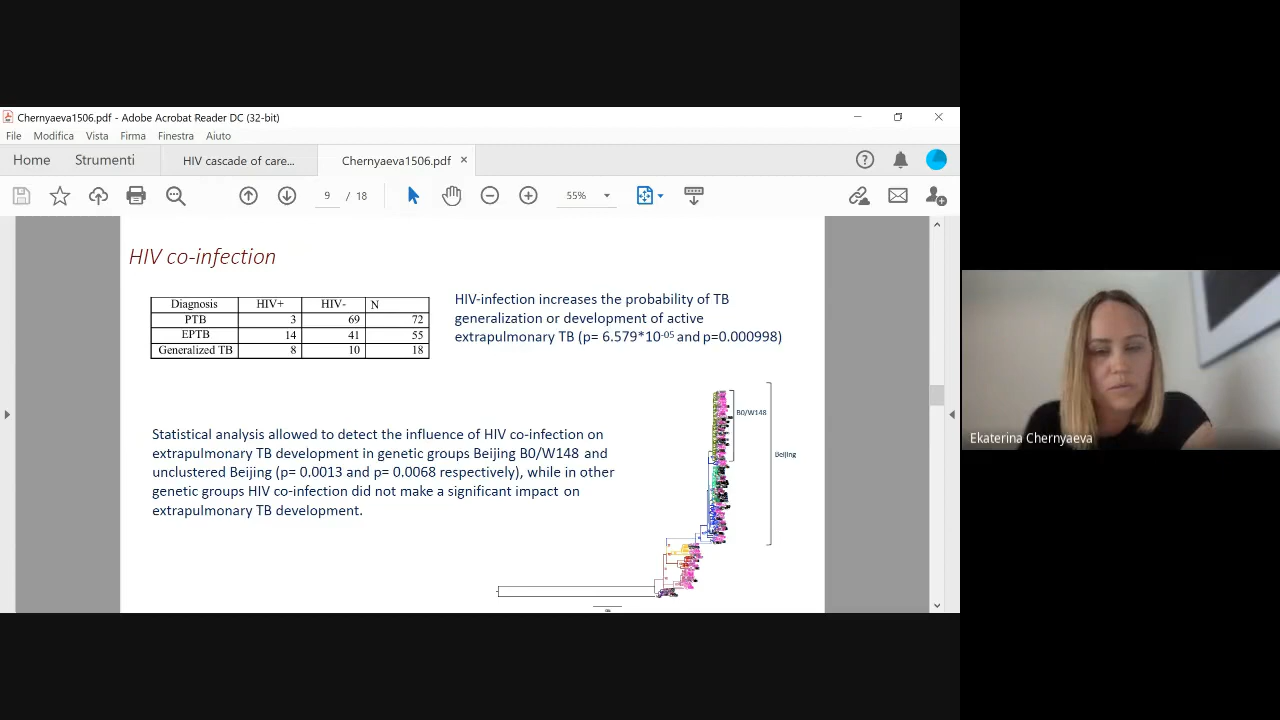 Chernyaeva1506.pdf - Adobe Acrobat Reader DC (32-bit)
File Modifica Vista Firma Finestra Aiuto
Home Strumenti HIV cascade of care... Chernyaeva1506.pdf ×
9 / 18 55%
HIV co-infection
Diagnosis HIV+ HIV- N
PTB 3 69 72
EPTB 14 41 55
Generalized TB 8 10 18
HIV-infection increases the probability of TB
generalization or development of active
extrapulmonary TB (p= 6.579*10-05 and p=0.000998)
Statistical analysis allowed to detect the influence of HIV co-infection on
extrapulmonary TB development in genetic groups Beijing B0/W148 and
unclustered Beijing (p= 0.0013 and p= 0.0068 respectively), while in other
genetic groups HIV co-infection did not make a significant impact on
extrapulmonary TB development.
B0/W148
Beijing
Ekaterina Chernyaeva